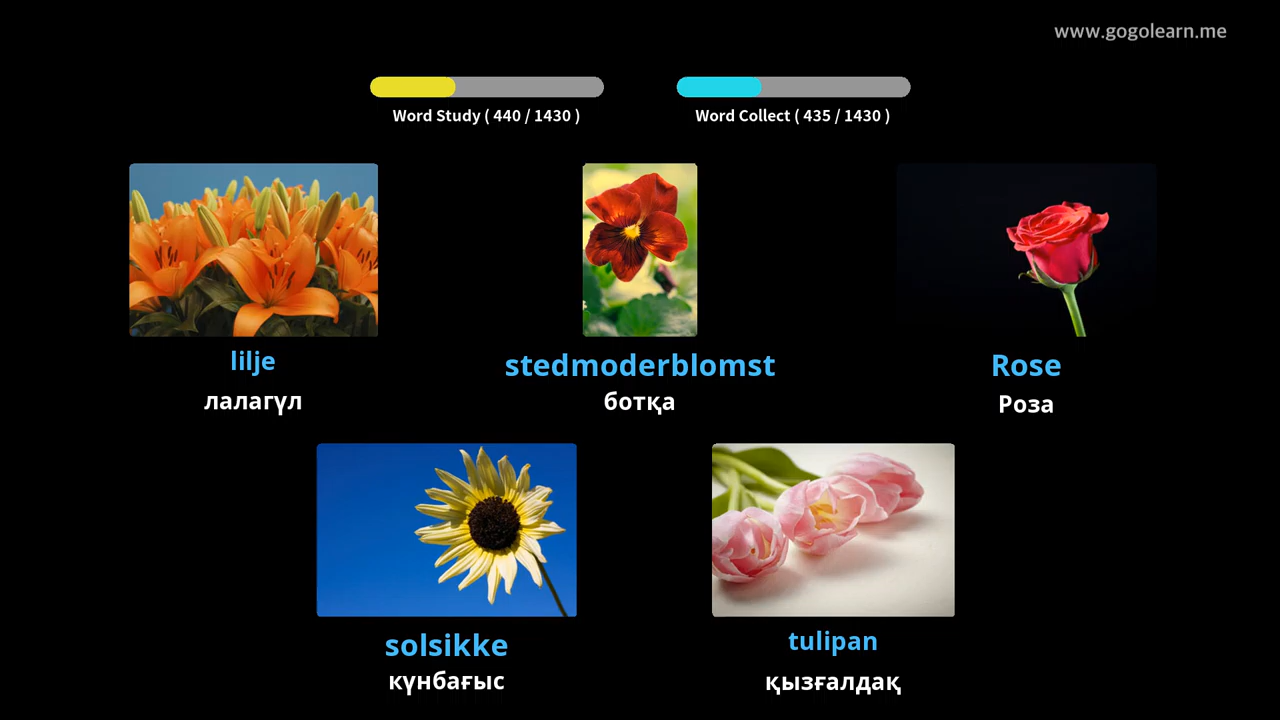 www.gogolearn.me
Word Study ( 440 / 1430 )
Word Collect ( 435 / 1430 )
lilje
лалагүл
stedmoderblomst
ботқа
Rose
Роза
solsikke
күнбағыс
tulipan
қызғалдақ